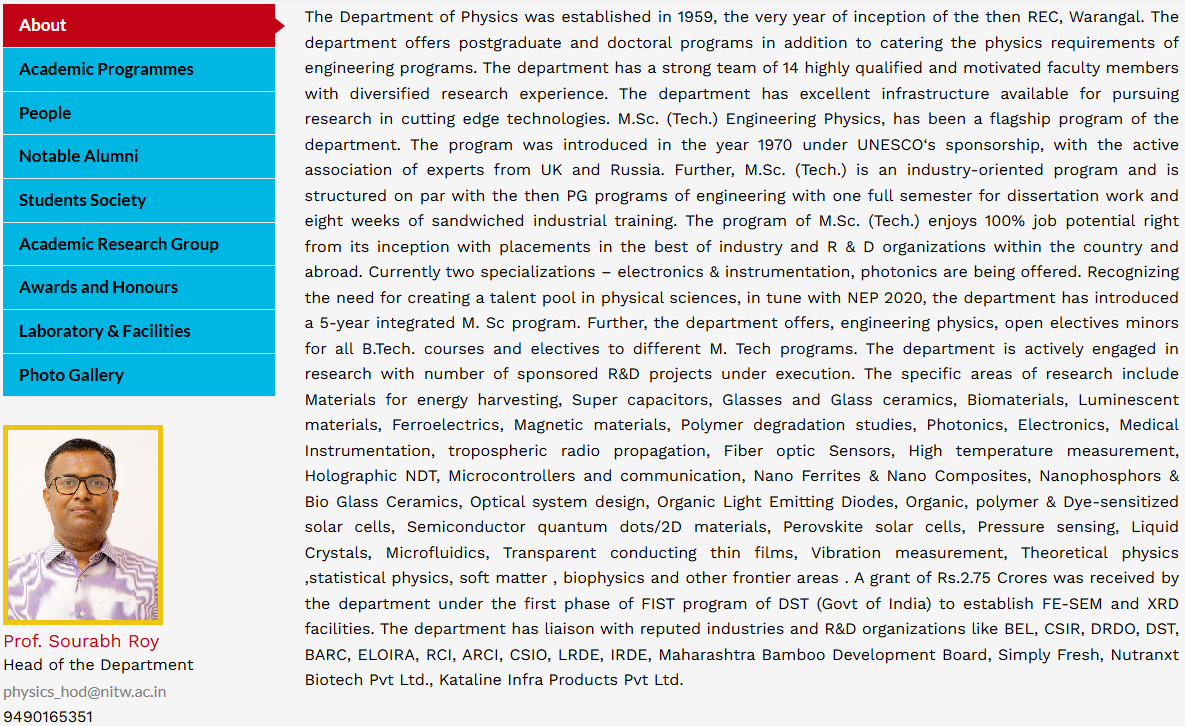 About
Academic Programmes
People
Notable Alumni
Students Society
Academic Research Group
Awards and Honours
Laboratory & Facilities
Photo Gallery
Prof. Sourabh Roy
Head of the Department
physics_hod@nitw.ac.in
9490165351
The Department of Physics was established in 1959, the very year of inception of the then REC, Warangal. The
department offers postgraduate and doctoral programs in addition to catering the physics requirements of
engineering programs. The department has a strong team of 14 highly qualified and motivated faculty members
with diversified research experience. The department has excellent infrastructure available for pursuing
research in cutting edge technologies. M.Sc. (Tech.) Engineering Physics, has been a flagship program of the
department. The program was introduced in the year 1970 under UNESCO‘s sponsorship, with the active
association of experts from UK and Russia. Further, M.Sc. (Tech.) is an industry-oriented program and is
structured on par with the then PG programs of engineering with one full semester for dissertation work and
eight weeks of sandwiched industrial training. The program of M.Sc. (Tech.) enjoys 100% job potential right
from its inception with placements in the best of industry and R & D organizations within the country and
abroad. Currently two specializations – electronics & instrumentation, photonics are being offered. Recognizing
the need for creating a talent pool in physical sciences, in tune with NEP 2020, the department has introduced
a 5-year integrated M. Sc program. Further, the department offers, engineering physics, open electives minors
for all B.Tech. courses and electives to different M. Tech programs. The department is actively engaged in
research with number of sponsored R&D projects under execution. The specific areas of research include
Materials for energy harvesting, Super capacitors, Glasses and Glass ceramics, Biomaterials, Luminescent
materials, Ferroelectrics, Magnetic materials, Polymer degradation studies, Photonics, Electronics, Medical
Instrumentation, tropospheric radio propagation, Fiber optic Sensors, High temperature measurement,
Holographic NDT, Microcontrollers and communication, Nano Ferrites & Nano Composites, Nanophosphors &
Bio Glass Ceramics, Optical system design, Organic Light Emitting Diodes, Organic, polymer & Dye-sensitized
solar cells, Semiconductor quantum dots/2D materials, Perovskite solar cells, Pressure sensing, Liquid
Crystals, Microfluidics, Transparent conducting thin films, Vibration measurement, Theoretical physics
,statistical physics, soft matter , biophysics and other frontier areas . A grant of Rs.2.75 Crores was received by
the department under the first phase of FIST program of DST (Govt of India) to establish FE-SEM and XRD
facilities. The department has liaison with reputed industries and R&D organizations like BEL, CSIR, DRDO, DST,
BARC, ELOIRA, RCI, ARCI, CSIO, LRDE, IRDE, Maharashtra Bamboo Development Board, Simply Fresh, Nutranxt
Biotech Pvt Ltd., Kataline Infra Products Pvt Ltd.